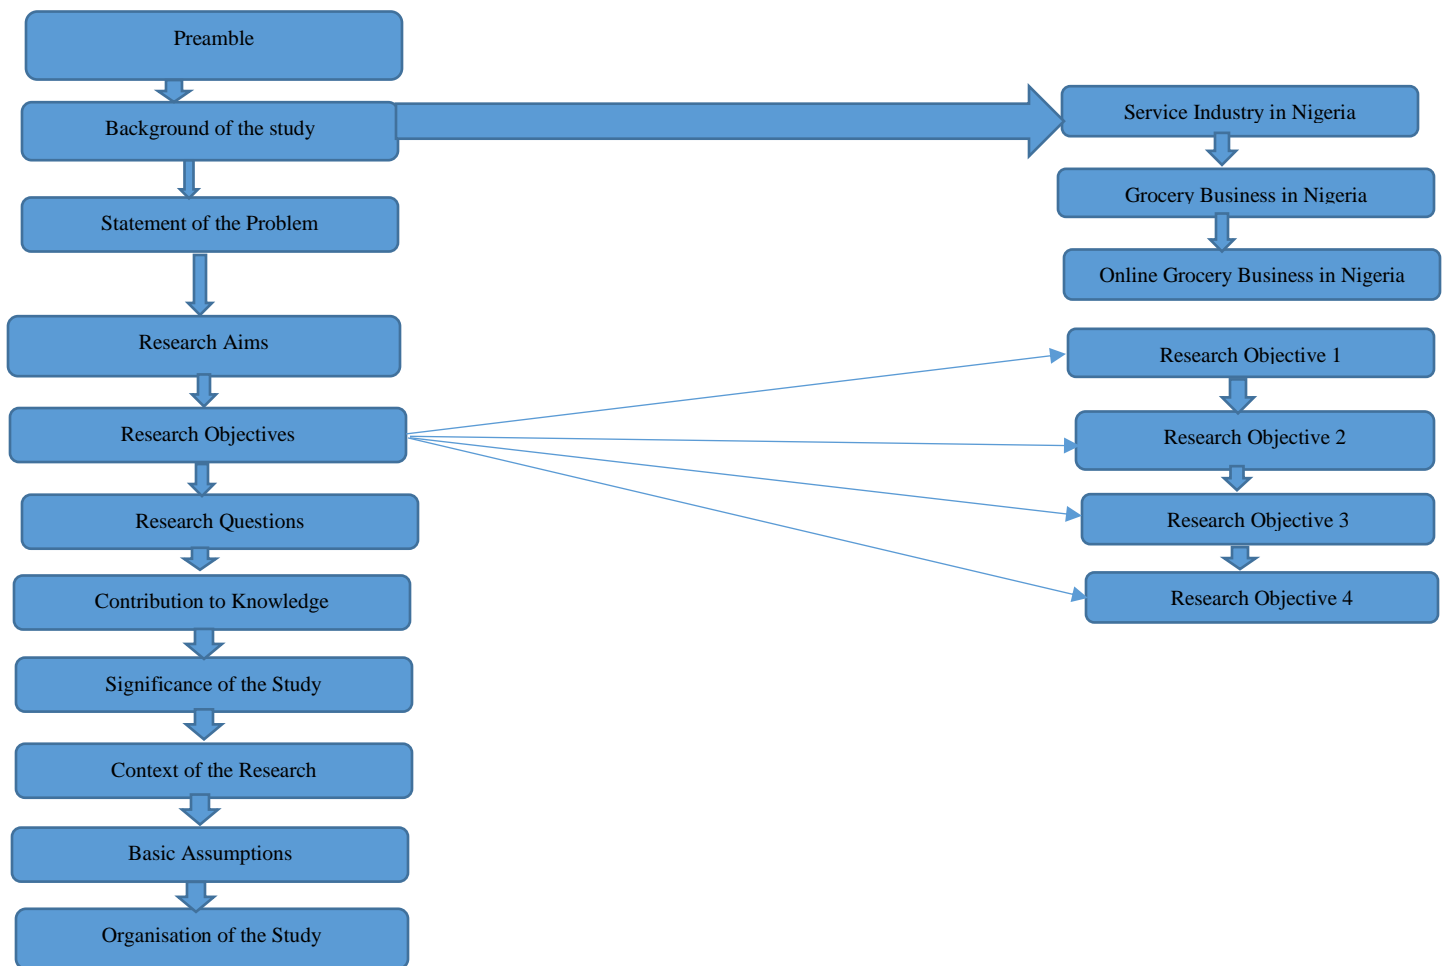 Preamble
Background of the study
Statement of the Problem
Research Aims
Research Objectives
Research Questions
Contribution to Knowledge
Significance of the Study
Context of the Research
Basic Assumptions
Organisation of the Study
Service Industry in Nigeria
Grocery Business in Nigeria
Online Grocery Business in Nigeria
Research Objective 1
Research Objective 2
Research Objective 3
Research Objective 4